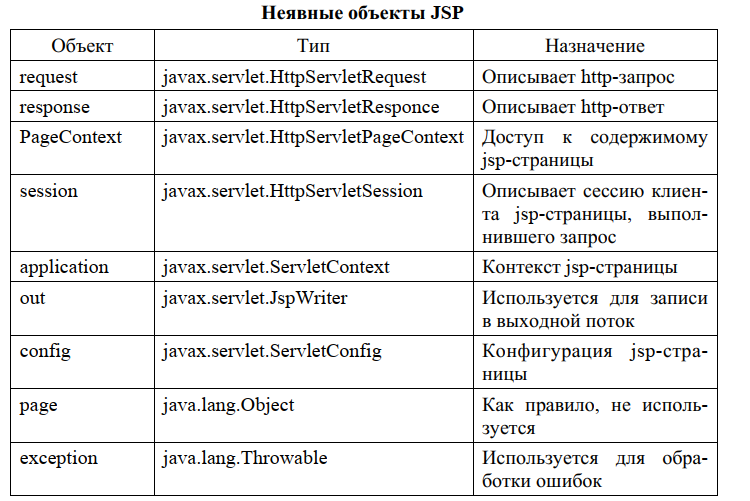 Неявные объекты JSP
Объект Тип Назначение
request javax.servlet.HttpServletRequest Описывает http-запрос
response javax.servlet.HttpServletResponce Описывает http-ответ
PageContext javax.servlet.HttpServletPageContext Доступ к содержимому
jsp-страницы
session javax.servlet.HttpServletSession Описывает сессию клиен-
та jsp-страницы, выпол-
нившего запрос
application javax.servlet.ServletContext Контекст jsp-страницы
out javax.servlet.JspWriter Используется для записи
в выходной поток
config javax.servlet.ServletConfig Конфигурация jsp-стра-
ницы
page java.lang.Object Как правило, не исполь-
зуется
exception java.lang.Throwable Используется для обра-
ботки ошибок